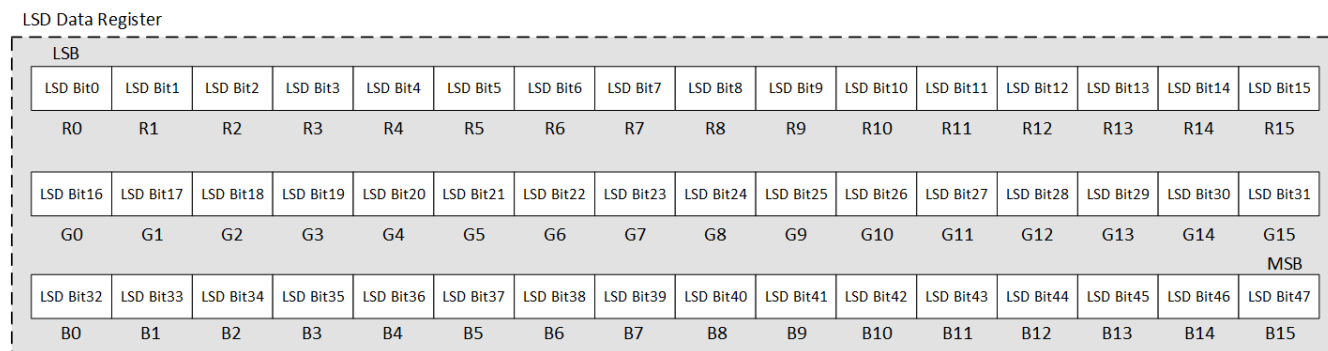 LSD Data Register
LSB
LSD Bit0 LSD Bit1 LSD Bit2 LSD Bit3 LSD Bit4 LSD Bit5 LSD Bit6 LSD Bit7 LSD Bit8 LSD Bit9 LSD Bit10 LSD Bit11 LSD Bit12 LSD Bit13 LSD Bit14 LSD Bit15
R0 R1 R2 R3 R4 R5 R6 R7 R8 R9 R10 R11 R12 R13 R14 R15
LSD Bit16 LSD Bit17 LSD Bit18 LSD Bit19 LSD Bit20 LSD Bit21 LSD Bit22 LSD Bit23 LSD Bit24 LSD Bit25 LSD Bit26 LSD Bit27 LSD Bit28 LSD Bit29 LSD Bit30 LSD Bit31
G0 G1 G2 G3 G4 G5 G6 G7 G8 G9 G10 G11 G12 G13 G14 G15
MSB
LSD Bit32 LSD Bit33 LSD Bit34 LSD Bit35 LSD Bit36 LSD Bit37 LSD Bit38 LSD Bit39 LSD Bit40 LSD Bit41 LSD Bit42 LSD Bit43 LSD Bit44 LSD Bit45 LSD Bit46 LSD Bit47
B0 B1 B2 B3 B4 B5 B6 B7 B8 B9 B10 B11 B12 B13 B14 B15